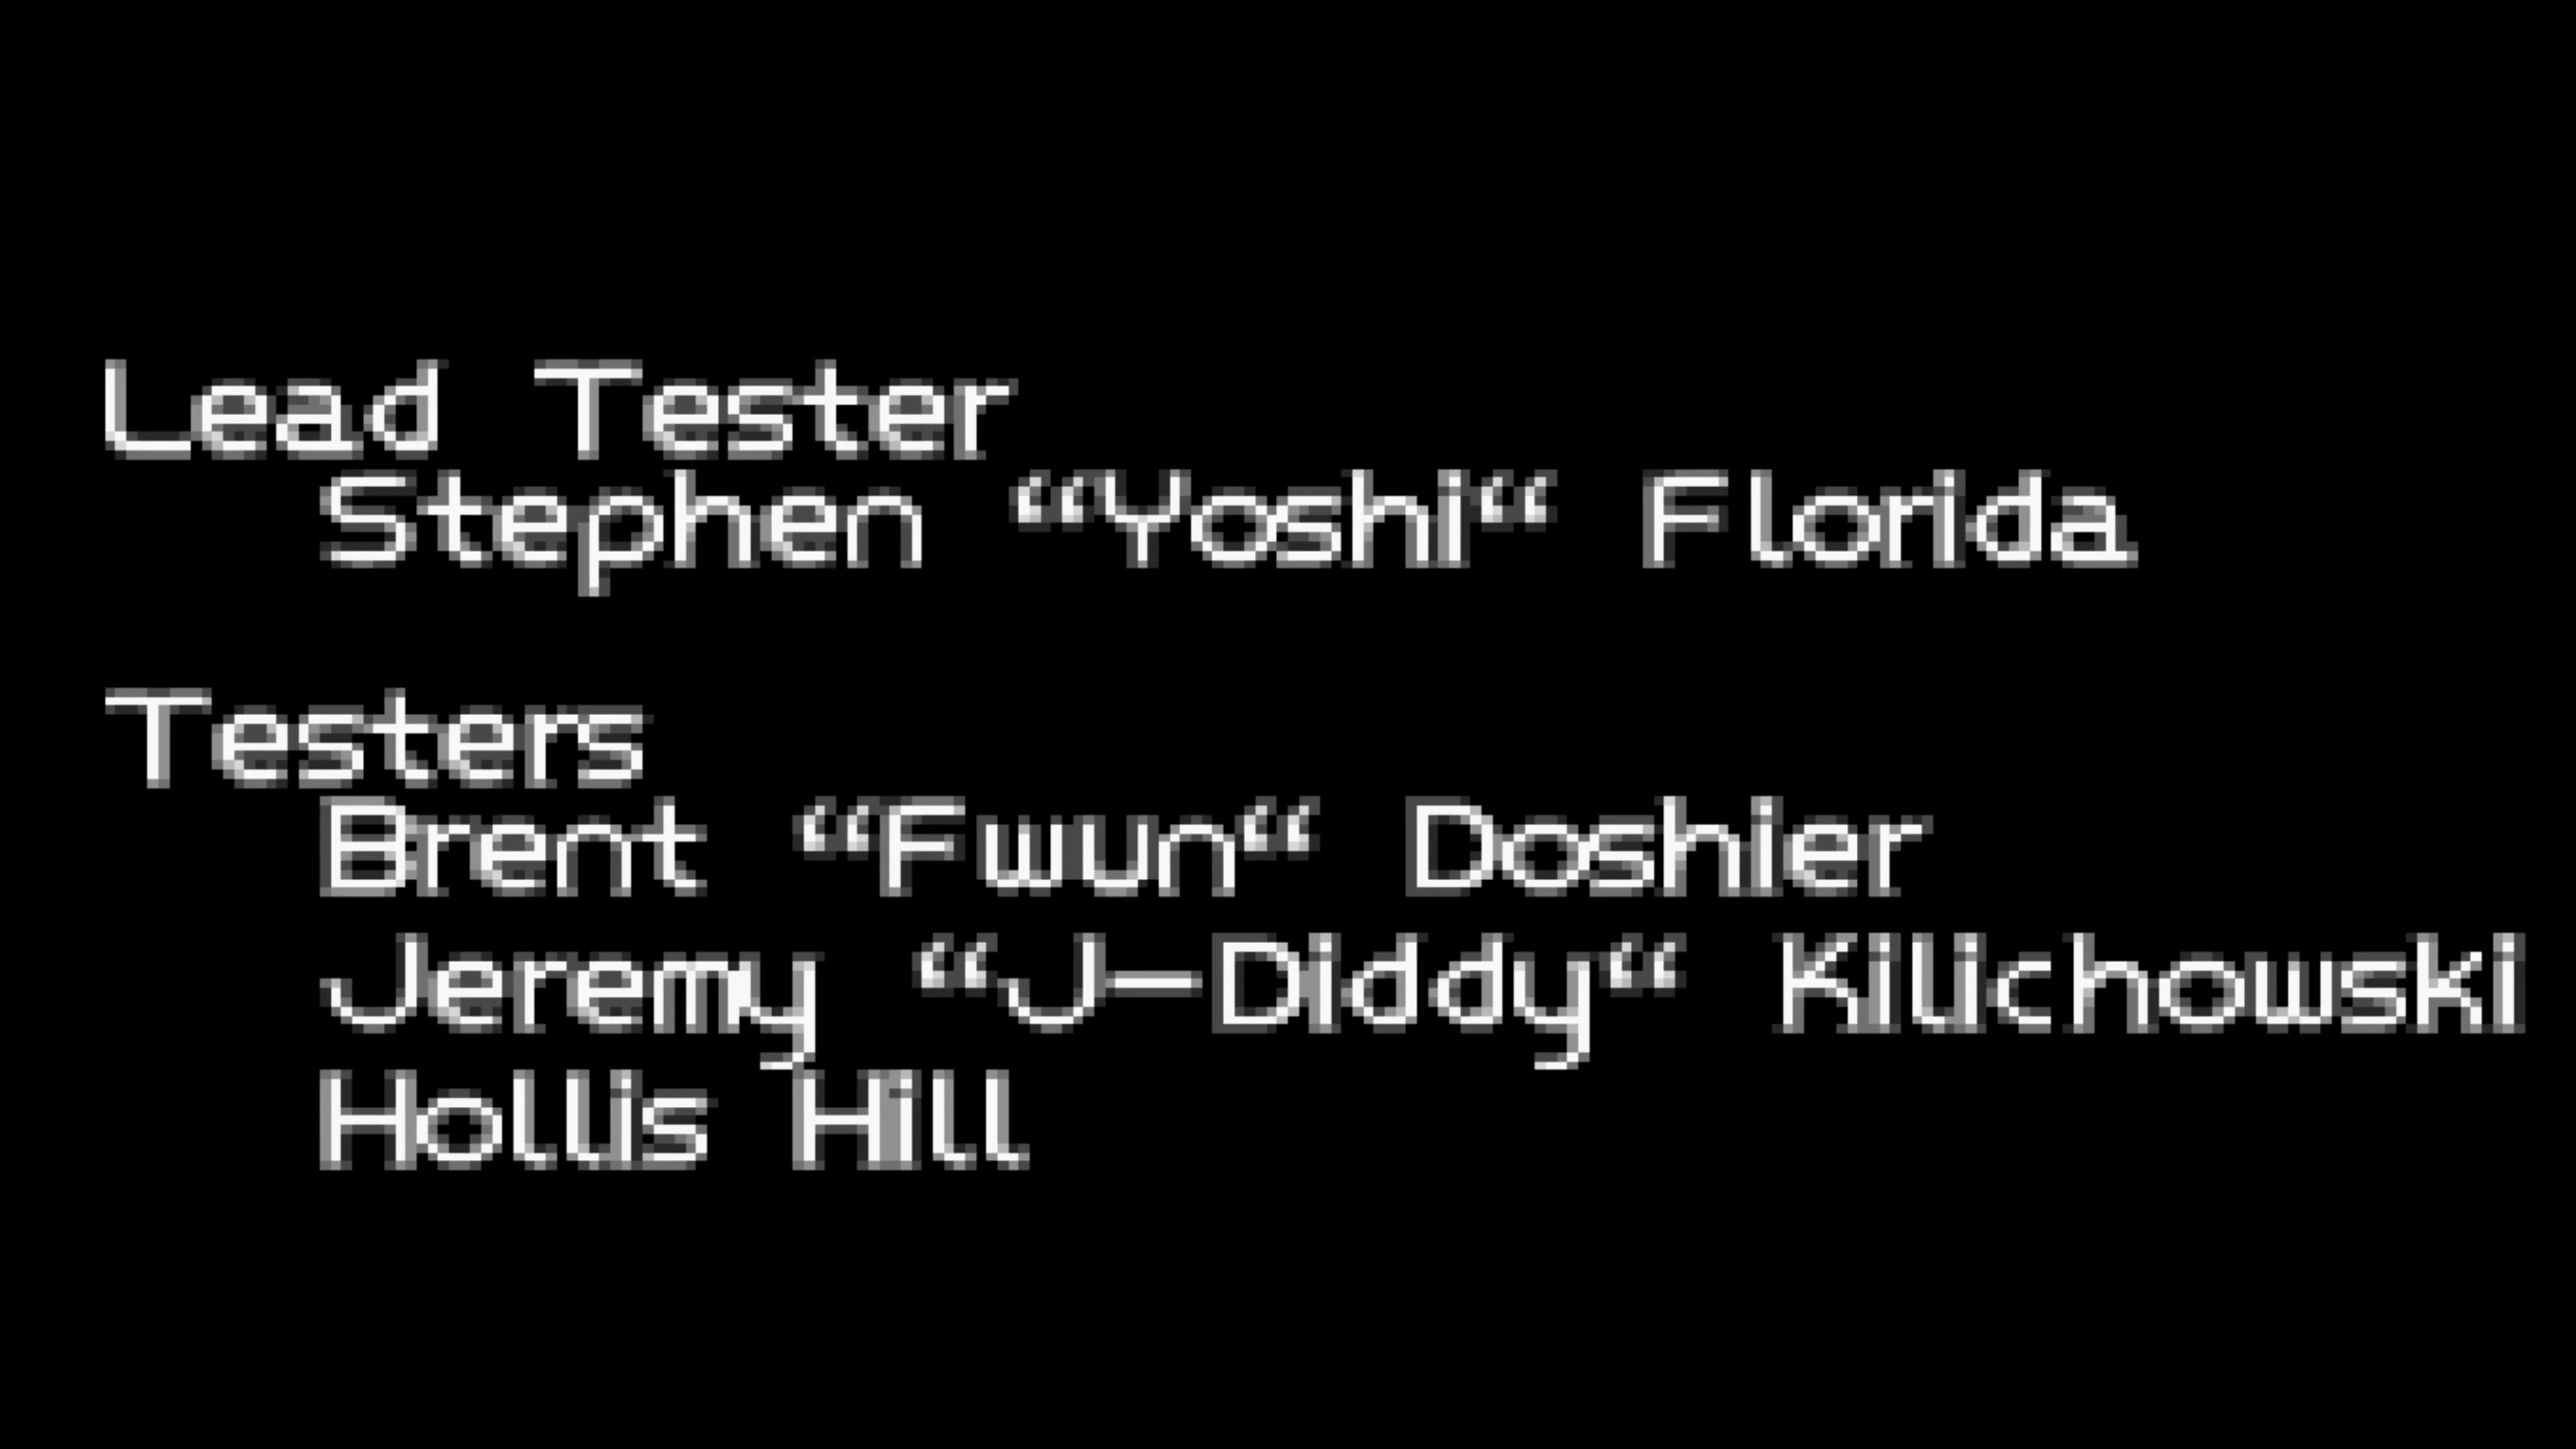 Lead Tester
Stephen “Yoshi“ Florida
Testers
Brent “Fwun“ Doshier
Jeremy “J-Diddy“ Kilichowski
Hollis Hill